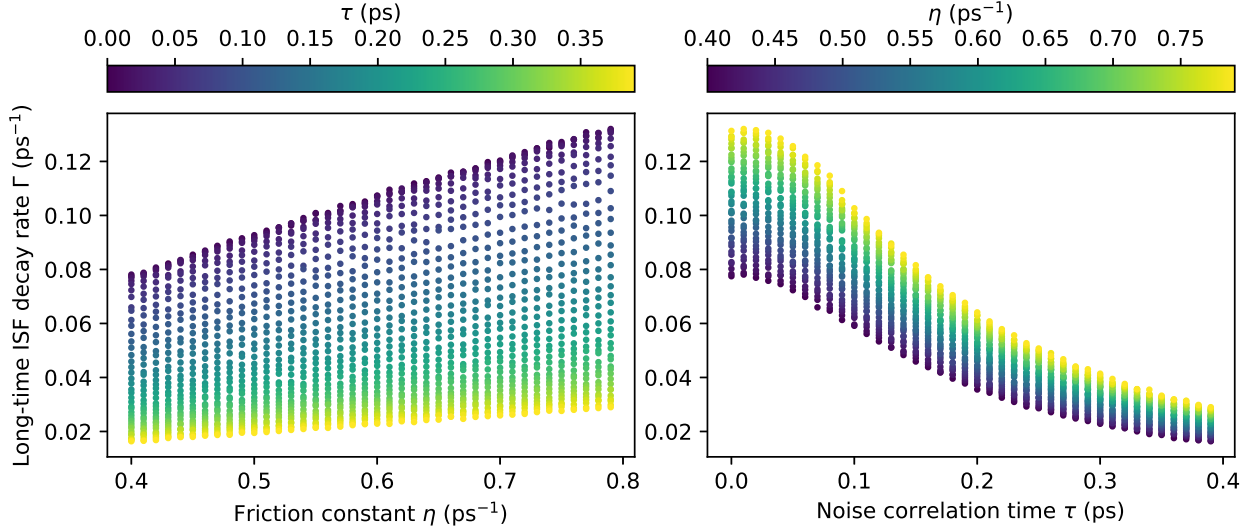 τ (ps)
0.00 0.05 0.10 0.15 0.20 0.25 0.30 0.35
η (ps⁻¹)
0.40 0.45 0.50 0.55 0.60 0.65 0.70 0.75
Long-time ISF decay rate Γ (ps⁻¹)
0.12
0.10
0.08
0.06
0.04
0.02
0.4 0.5 0.6 0.7 0.8
Friction constant η (ps⁻¹)
0.12
0.10
0.08
0.06
0.04
0.02
0.0 0.1 0.2 0.3 0.4
Noise correlation time τ (ps)